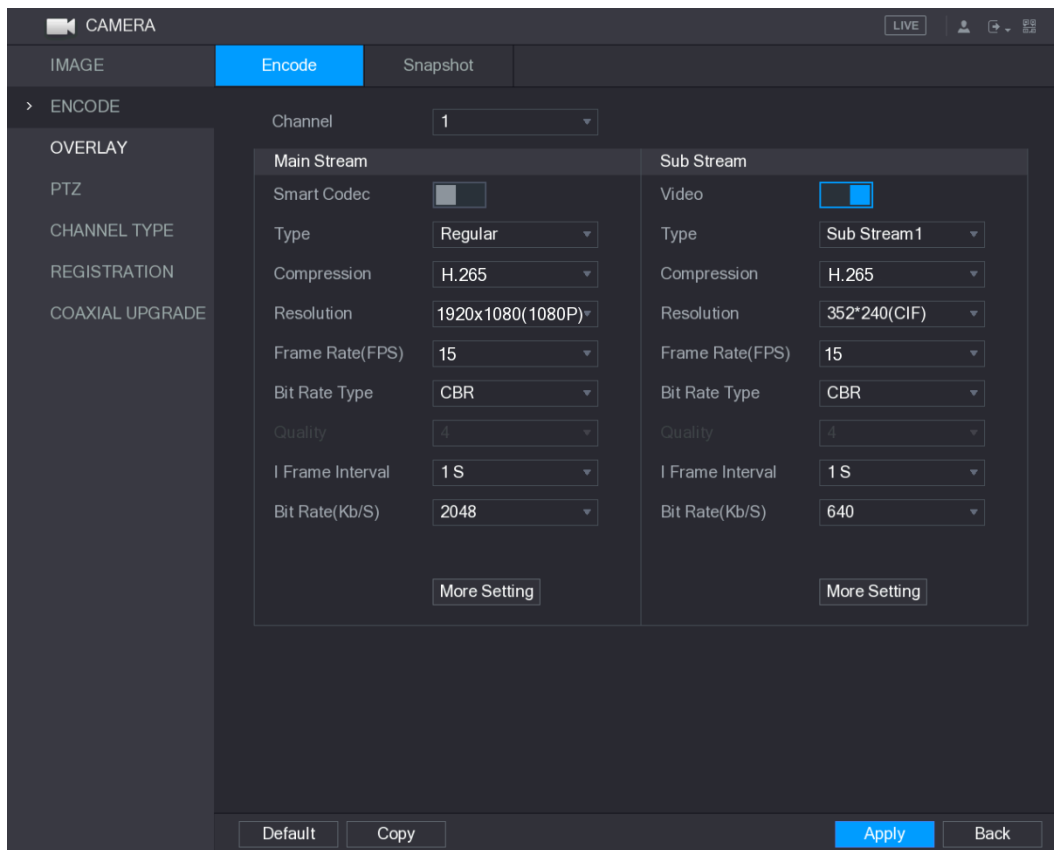 CAMERA LIVE
IMAGE Encode Snapshot
> ENCODE
Channel 1
OVERLAY
Main Stream Sub Stream
PTZ Smart Codec Video
CHANNEL TYPE Type Regular Type Sub Stream1
REGISTRATION Compression H.265 Compression H.265
COAXIAL UPGRADE Resolution 1920x1080(1080P) Resolution 352*240(CIF)
Frame Rate(FPS) 15 Frame Rate(FPS) 15
Bit Rate Type CBR Bit Rate Type CBR
Quality 4 Quality 4
I Frame Interval 1 S I Frame Interval 1 S
Bit Rate(Kb/S) 2048 Bit Rate(Kb/S) 640
More Setting More Setting
Default Copy Apply Back